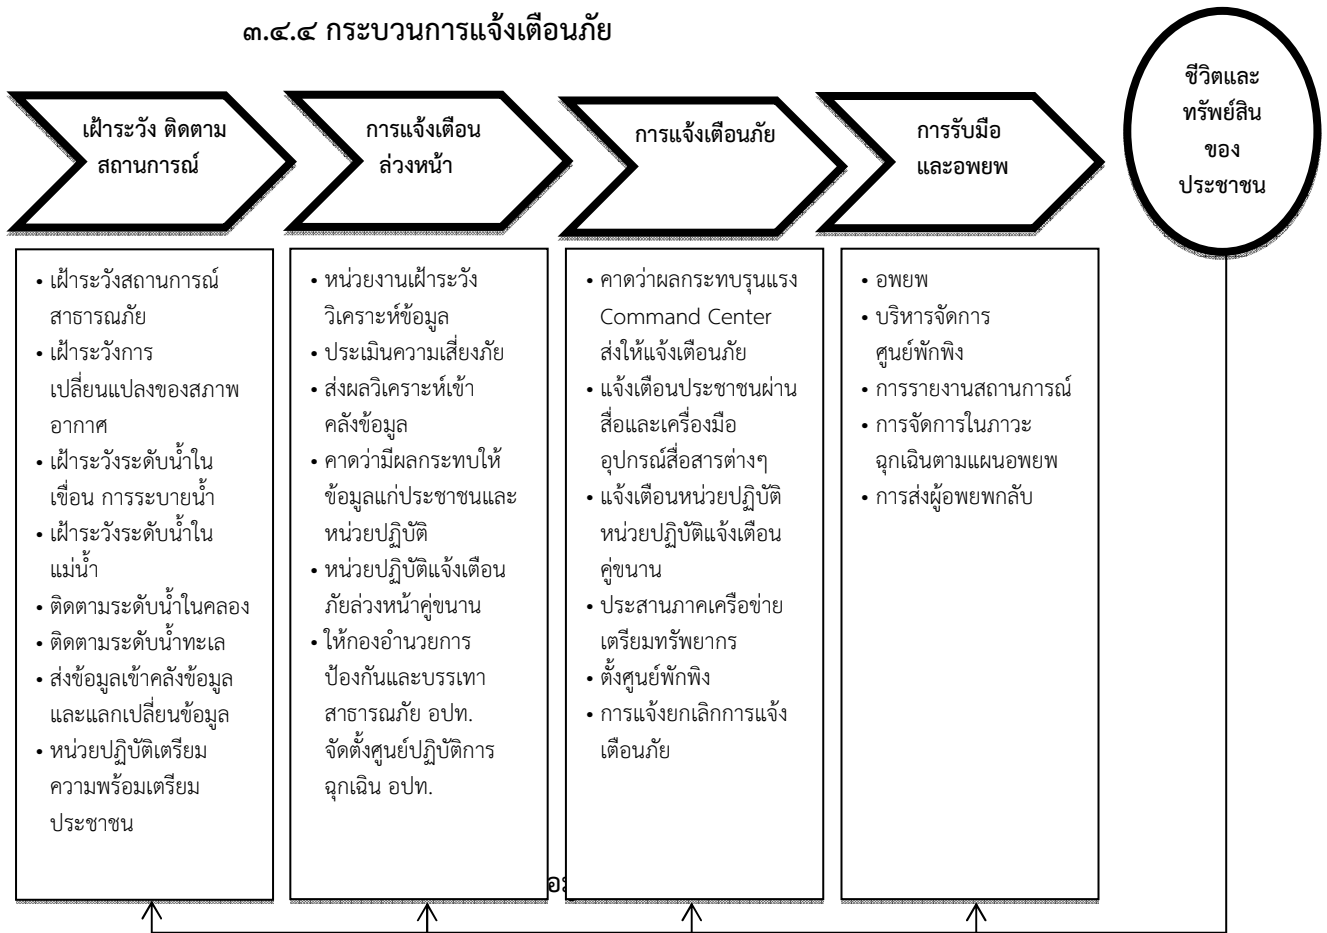 ๓.๔.๔ กระบวนการแจ้งเตือนภัย
เฝ้าระวัง ติดตาม
สถานการณ์
การแจ้งเตือน
ล่วงหน้า
การแจ้งเตือนภัย
การรับมือ
และอพยพ
ชีวิตและ
ทรัพย์สิน
ของ
ประชาชน
• เฝ้าระวังสถานการณ์
สาธารณภัย
• เฝ้าระวังการ
เปลี่ยนแปลงของสภาพ
อากาศ
• เฝ้าระวังระดับน้ำใน
เขื่อน การระบายน้ำ
• เฝ้าระวังระดับน้ำใน
แม่น้ำ
• ติดตามระดับน้ำในคลอง
• ติดตามระดับน้ำทะเล
• ส่งข้อมูลเข้าคลังข้อมูล
และแลกเปลี่ยนข้อมูล
• หน่วยปฏิบัติเตรียม
ความพร้อมเตรียม
ประชาชน
• หน่วยงานเฝ้าระวัง
วิเคราะห์ข้อมูล
• ประเมินความเสี่ยงภัย
• ส่งผลวิเคราะห์เข้า
คลังข้อมูล
• คาดว่ามีผลกระทบให้
ข้อมูลแก่ประชาชนและ
หน่วยปฏิบัติ
• หน่วยปฏิบัติแจ้งเตือน
ภัยล่วงหน้าคู่ขนาน
• ให้กองอำนวยการ
ป้องกันและบรรเทา
สาธารณภัย อปท.
จัดตั้งศูนย์ปฏิบัติการ
ฉุกเฉิน อปท.
• คาดว่าผลกระทบรุนแรง
Command Center
ส่งให้แจ้งเตือนภัย
• แจ้งเตือนประชาชนผ่าน
สื่อและเครื่องมือ
อุปกรณ์สื่อสารต่างๆ
• แจ้งเตือนหน่วยปฏิบัติ
หน่วยปฏิบัติแจ้งเตือน
คู่ขนาน
• ประสานภาคเครือข่าย
เตรียมทรัพยากร
• ตั้งศูนย์พักพิง
• การแจ้งยกเลิกการแจ้ง
เตือนภัย
• อพยพ
• บริหารจัดการ
ศูนย์พักพิง
• การรายงานสถานการณ์
• การจัดการในภาวะ
ฉุกเฉินตามแผนอพยพ
• การส่งผู้อพยพกลับ